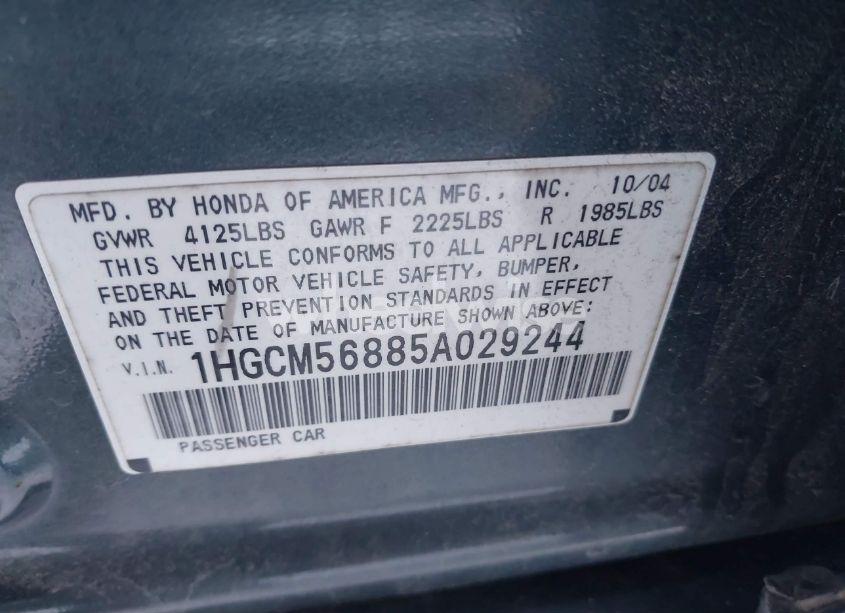 MFD. BY HONDA OF AMERICA MFG., INC. 10/04
GVWR 4125LBS GAWR F 2225LBS R 1985LBS
THIS VEHICLE CONFORMS TO ALL APPLICABLE
FEDERAL MOTOR VEHICLE SAFETY, BUMPER,
AND THEFT PREVENTION STANDARDS IN EFFECT
ON THE DATE OF MANUFACTURE SHOWN ABOVE:
V.I.N. 1HGCM56885A029244
PASSENGER CAR